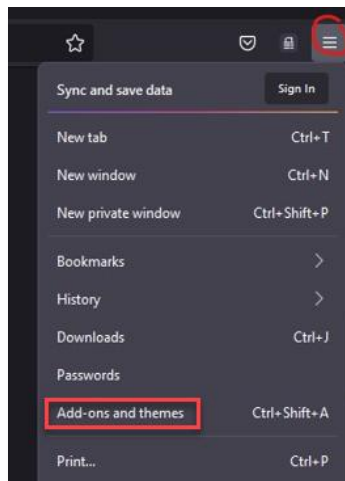 Sync and save data Sign In
New tab Ctrl+T
New window Ctrl+N
New private window Ctrl+Shift+P
Bookmarks
History
Downloads Ctrl+J
Passwords
Add-ons and themes Ctrl+Shift+A
Print... Ctrl+P